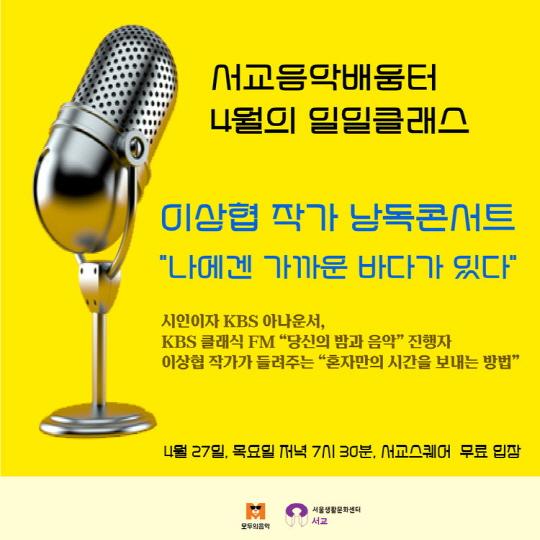 서교음악배움터
4월의 일일클래스
이상협 작가 낭독콘서트
"나에겐 가까운 바다가 있다"
시인이자 KBS 아나운서,
KBS 클래식 FM “당신의 밤과 음악” 진행자
이상협 작가가 들려주는 “혼자만의 시간을 보내는 방법”
4월 27일, 목요일 저녁 7시 30분, 서교스퀘어 무료 입장
모두의음악
서울생활문화센터
서교